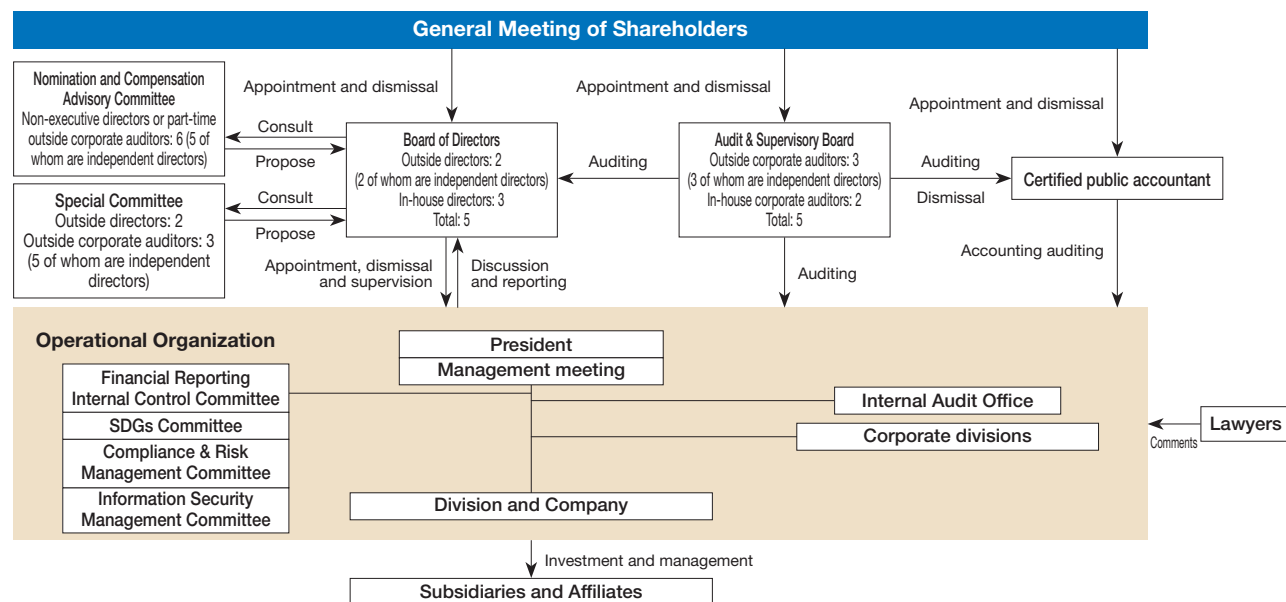 General Meeting of Shareholders
Nomination and Compensation
Advisory Committee
Non-executive directors or part-time
outside corporate auditors: 6 (5 of
whom are independent directors)
Appointment and dismissal
Appointment and dismissal
Appointment and dismissal
Consult
Propose
Board of Directors
Outside directors: 2
(2 of whom are independent directors)
In-house directors: 3
Total: 5
Auditing
Audit & Supervisory Board
Outside corporate auditors: 3
(3 of whom are independent directors)
In-house corporate auditors: 2
Total: 5
Auditing
Dismissal
Certified public accountant
Special Committee
Outside directors: 2
Outside corporate auditors: 3
(5 of whom are independent
directors)
Consult
Propose
Appointment, dismissal
and supervision
Discussion
and reporting
Auditing
Accounting auditing
Operational Organization
President
Management meeting
Financial Reporting
Internal Control Committee
SDGs Committee
Compliance & Risk
Management Committee
Information Security
Management Committee
Internal Audit Office
Corporate divisions
Division and Company
Lawyers
Comments
Investment and management
Subsidiaries and Affiliates